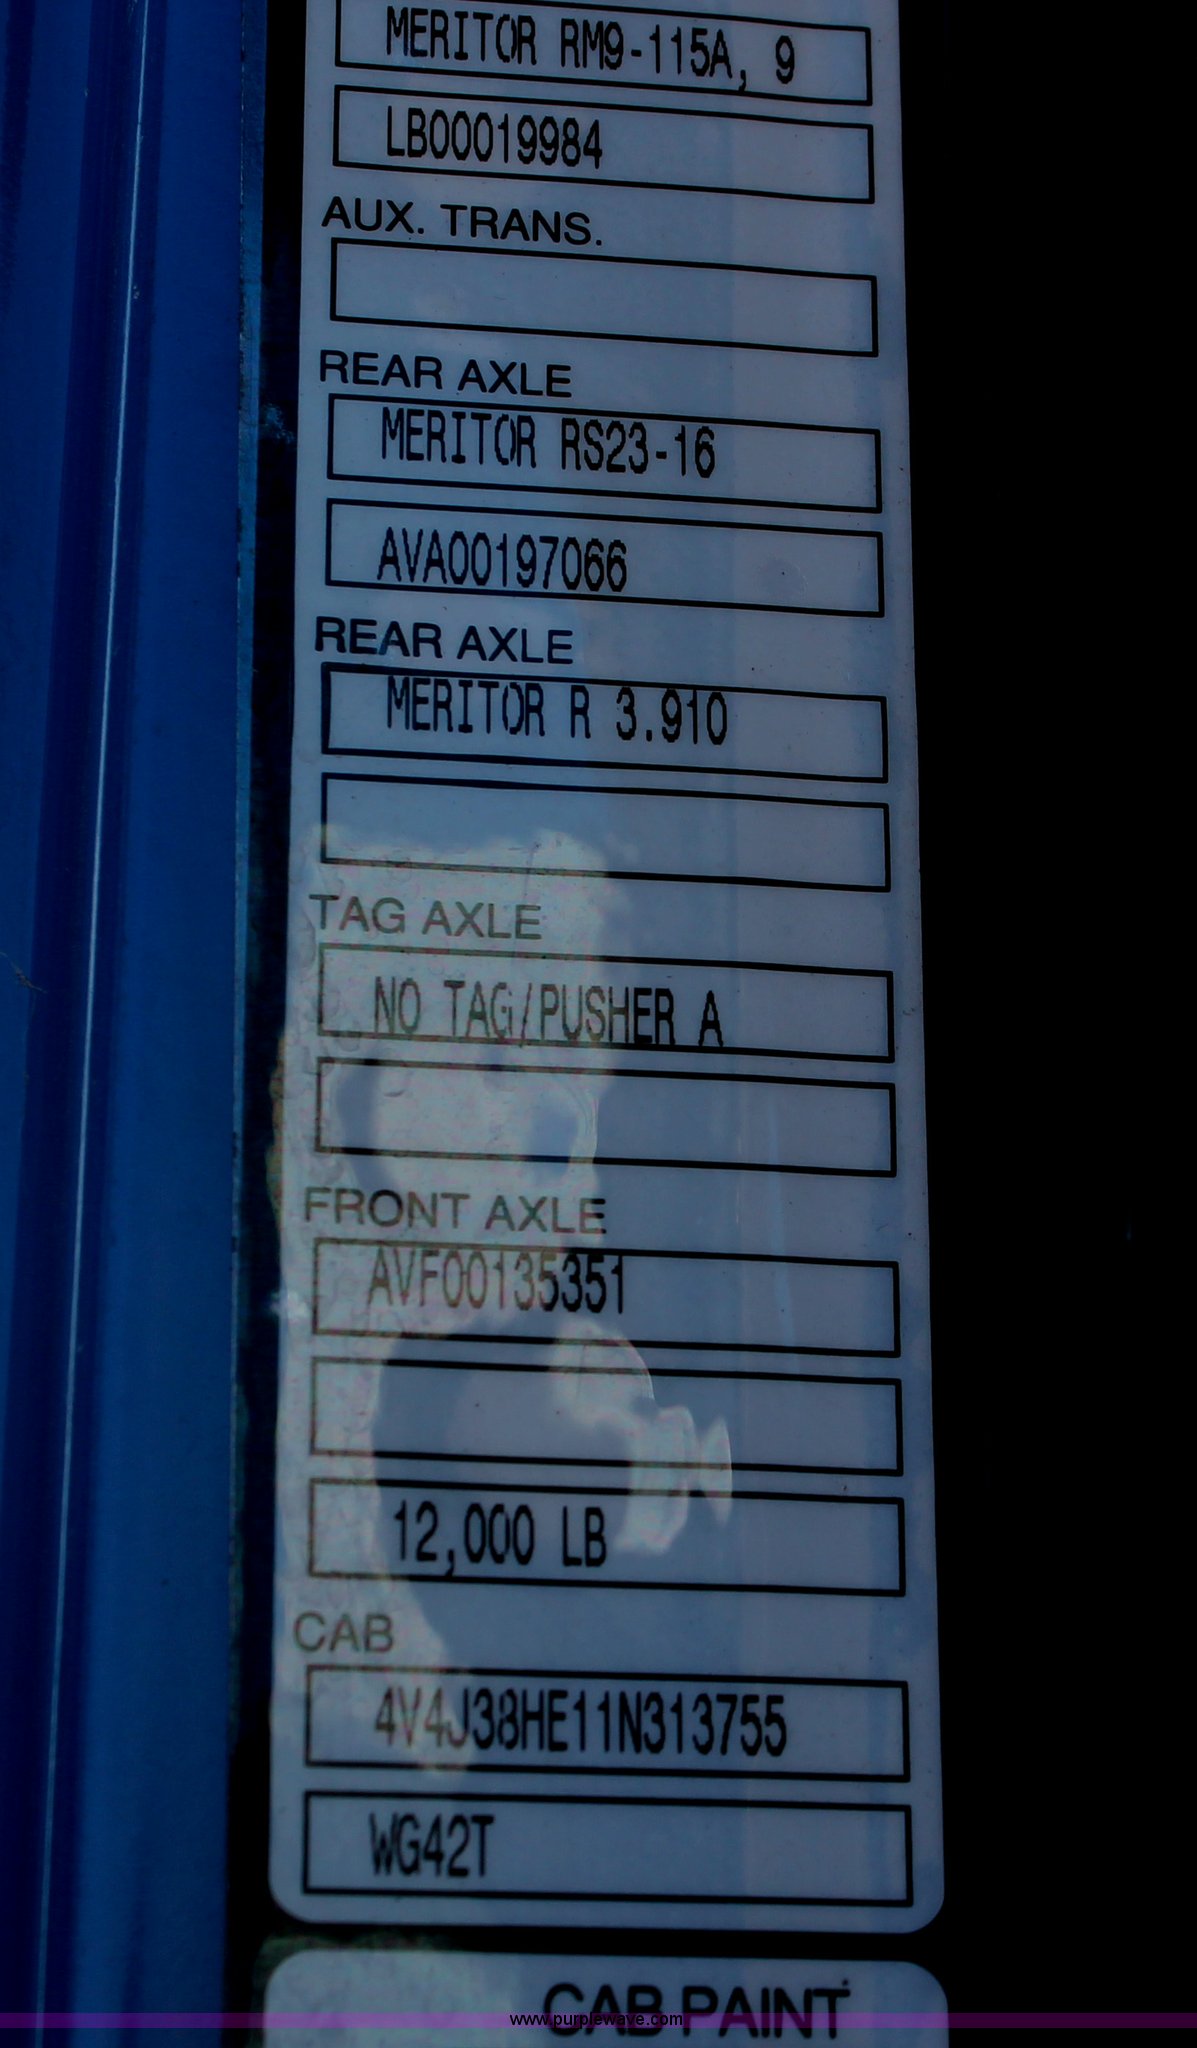 MERITOR RM9-115A, 9
LB00019984
AUX. TRANS.
REAR AXLE
MERITOR RS23-16
AVA00197066
REAR AXLE
MERITOR R 3.910
TAG AXLE
NO TAG/PUSHER A
FRONT AXLE
AVF00135351
12,000 LB
CAB
4V4J38HE11N313755
WG42T
CAB PAINT
www.purplewave.com